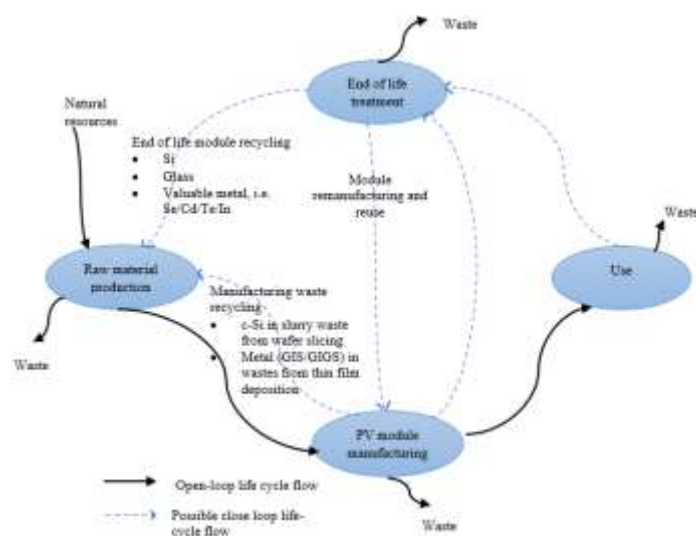 Waste
End of life
treatment
Natural
resources
End of life module recycling
• Si
• Glass
• Valuable metal, i.e.
Se/Cd/Te/In
Module
remanufacturing and
reuse
Waste
Use
Raw material
production
Manufacturing waste
recycling
• c-Si in slurry waste
from wafer slicing
• Metal (GIS/GIGS) in
wastes from thin film
deposition
Waste
PV module
manufacturing
Open-loop life cycle flow
Waste
Possible close loop life-
cycle flow